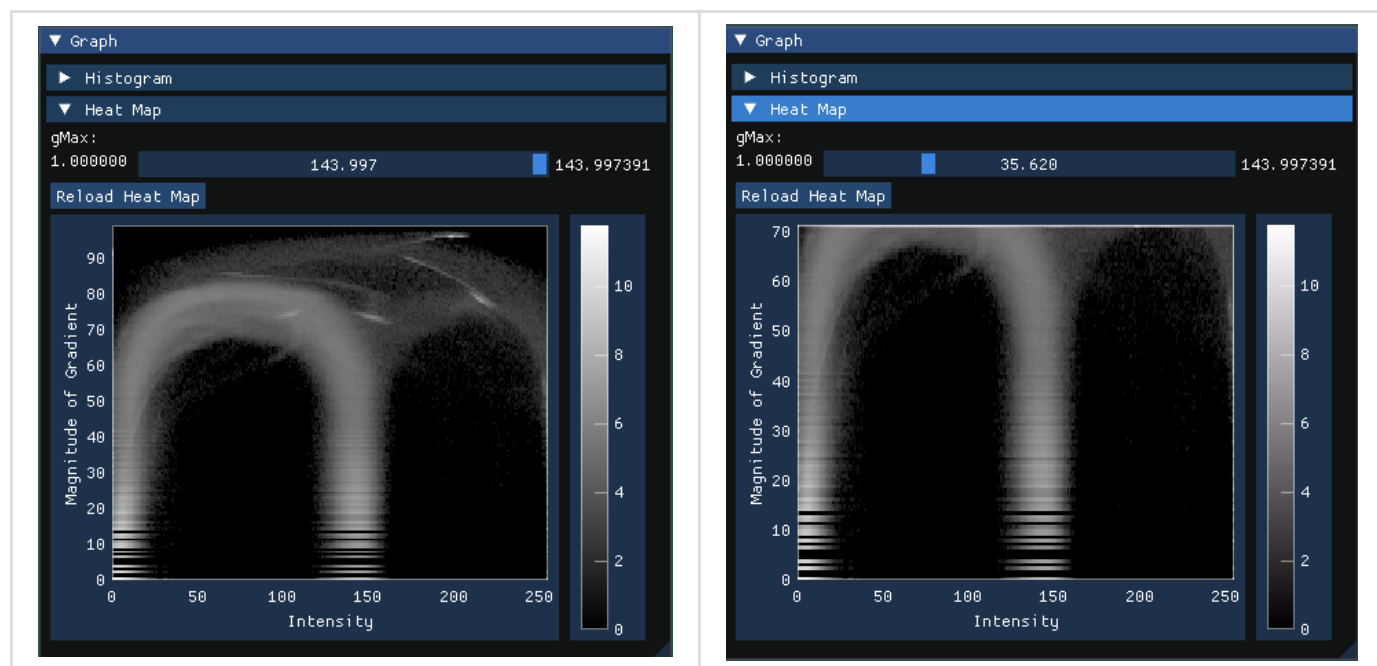 Graph
Histogram
Heat Map
gMax:
1.000000 143.997 143.997391
Reload Heat Map
90
80
70
60
50
40
30
20
10
0
Magnitude of Gradient
0 50 100 150 200 250
Intensity
10
8
6
4
2
0
Graph
Histogram
Heat Map
gMax:
1.000000 35.620 143.997391
Reload Heat Map
70
60
50
40
30
20
10
0
Magnitude of Gradient
0 50 100 150 200 250
Intensity
10
8
6
4
2
0